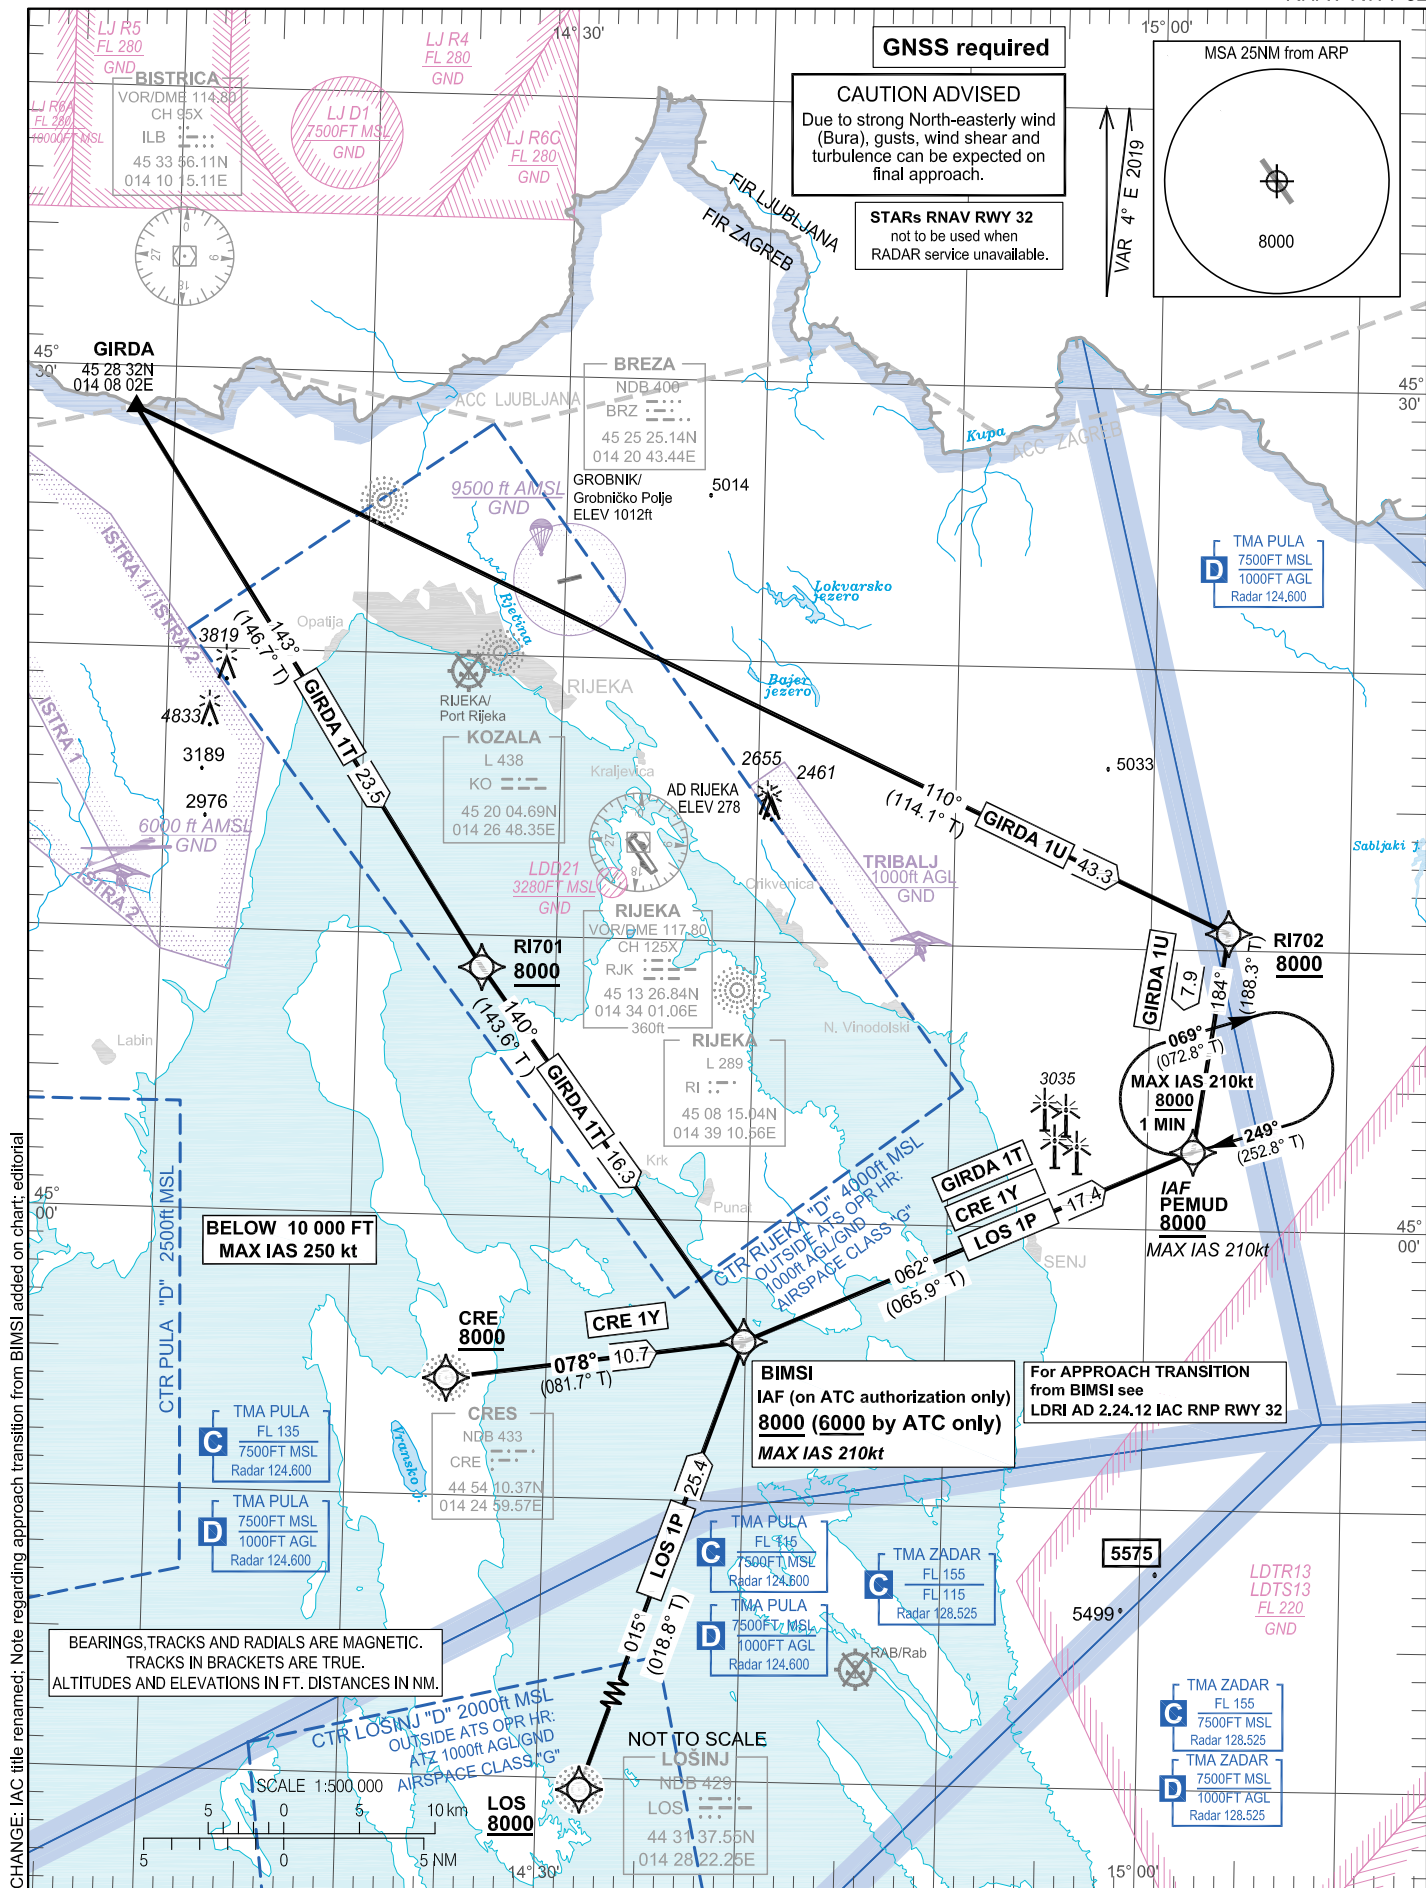 LJ R5
FL 280
GND
BISTRICA
VOR/DME 114.80
CH 95X
ILB
45 33 56.11N
014 10 15.11E
LJ R6A
FL 280
10000FT MSL
LJ D1
7500FT MSL
GND
LJ R4
FL 280
GND
LJ R6C
FL 280
GND
14° 30'
15° 00'
GNSS required
CAUTION ADVISED
Due to strong North-easterly wind
(Bura), gusts, wind shear and
turbulence can be expected on
final approach.
STARs RNAV RWY 32
not to be used when
RADAR service unavailable.
VAR 4° E 2019
MSA 25NM from ARP
8000
FIR LJUBLJANA
FIR ZAGREB
0
9
18
27
45°
30'
GIRDA
45 28 32N
014 08 02E
ACC LJUBLJANA
ACC ZAGREB
Kupa
45°
30'
BREZA
NDB 400
BRZ
45 25 25.14N
014 20 43.44E
9500 ft AMSL
GND
GROBNIK/
Grobničko Polje
ELEV 1012ft
5014
TMA PULA
D
7500FT MSL
1000FT AGL
Radar 124.600
Lokvarsko
jezero
Bajer
jezero
ISTRA 1 / ISTRA 2
Rječina
Opatija
RIJEKA
RIJEKA/
Port Rijeka
3819
4833
3189
2976
143°
(146.7° T)
GIRDA 1T
23.5
ISTRA 1
6000 ft AMSL
GND
ISTRA 2
KOZALA
L 438
KO
45 20 04.69N
014 26 48.35E
Kraljevica
AD RIJEKA
ELEV 278
2655
2461
0
9
18
27
5033
110°
(114.1° T)
GIRDA 1U
43.3
Sabljaki
TRIBALJ
1000ft AGL
GND
LDD21
3280FT MSL
GND
Crikvenica
RIJEKA
VOR/DME 117.80
CH 125X
RJK
45 13 26.84N
014 34 01.06E
360ft
RI701
8000
RI702
8000
GIRDA 1U
7.9
184°
(188.3° T)
N. Vinodolski
RIJEKA
L 289
RI
45 08 15.04N
014 39 10.56E
Labin
140°
(143.6° T)
GIRDA 1T
16.3
069°
(072.8° T)
MAX IAS 210kt
8000
1 MIN
249°
(252.8° T)
3035
Krk
Punat
IAF
PEMUD
8000
MAX IAS 210kt
GIRDA 1T
CRE 1Y
LOS 1P
17.4
062°
(065.9° T)
SENJ
45°
00'
45°
00'
CTR PULA "D" 2500ft MSL
BELOW 10 000 FT
MAX IAS 250 kt
CTR RIJEKA "D" 4000ft MSL
OUTSIDE ATS OPR HR:
1000ft AGL/GND
AIRSPACE CLASS "G"
CRE
8000
CRE 1Y
078°
(081.7° T)
10.7
BIMSI
IAF (on ATC authorization only)
8000 (6000 by ATC only)
MAX IAS 210kt
For APPROACH TRANSITION
from BIMSI see
LDRI AD 2.24.12 IAC RNP RWY 32
CRES
NDB 433
CRE
44 54 10.37N
014 24 59.57E
Vransko j.
TMA PULA
C
FL 135
7500FT MSL
Radar 124.600
TMA PULA
D
7500FT MSL
1000FT AGL
Radar 124.600
LOS 1P
25.4
015°
(018.8° T)
TMA PULA
C
FL 115
7500FT MSL
Radar 124.600
TMA PULA
D
7500FT MSL
1000FT AGL
Radar 124.600
TMA ZADAR
C
FL 155
FL 115
Radar 128.525
5575
5499
LDTR13
LDTS13
FL 220
GND
RAB/Rab
BEARINGS,TRACKS AND RADIALS ARE MAGNETIC.
TRACKS IN BRACKETS ARE TRUE.
ALTITUDES AND ELEVATIONS IN FT. DISTANCES IN NM.
CTR LOŠINJ "D" 2000ft MSL
OUTSIDE ATS OPR HR:
ATZ 1000ft AGL/GND
AIRSPACE CLASS "G"
TMA ZADAR
C
FL 155
7500FT MSL
Radar 128.525
TMA ZADAR
D
7500FT MSL
1000FT AGL
Radar 128.525
NOT TO SCALE
LOŠINJ
NDB 429
LOS
44 31 37.55N
014 28 22.25E
LOS
8000
SCALE 1:500 000
5 0 5 10 km
5 0 5 NM
14° 30'
15° 00'
CHANGE: IAC title renamed; Note regarding approach transition from BIMSI added on chart; editorial